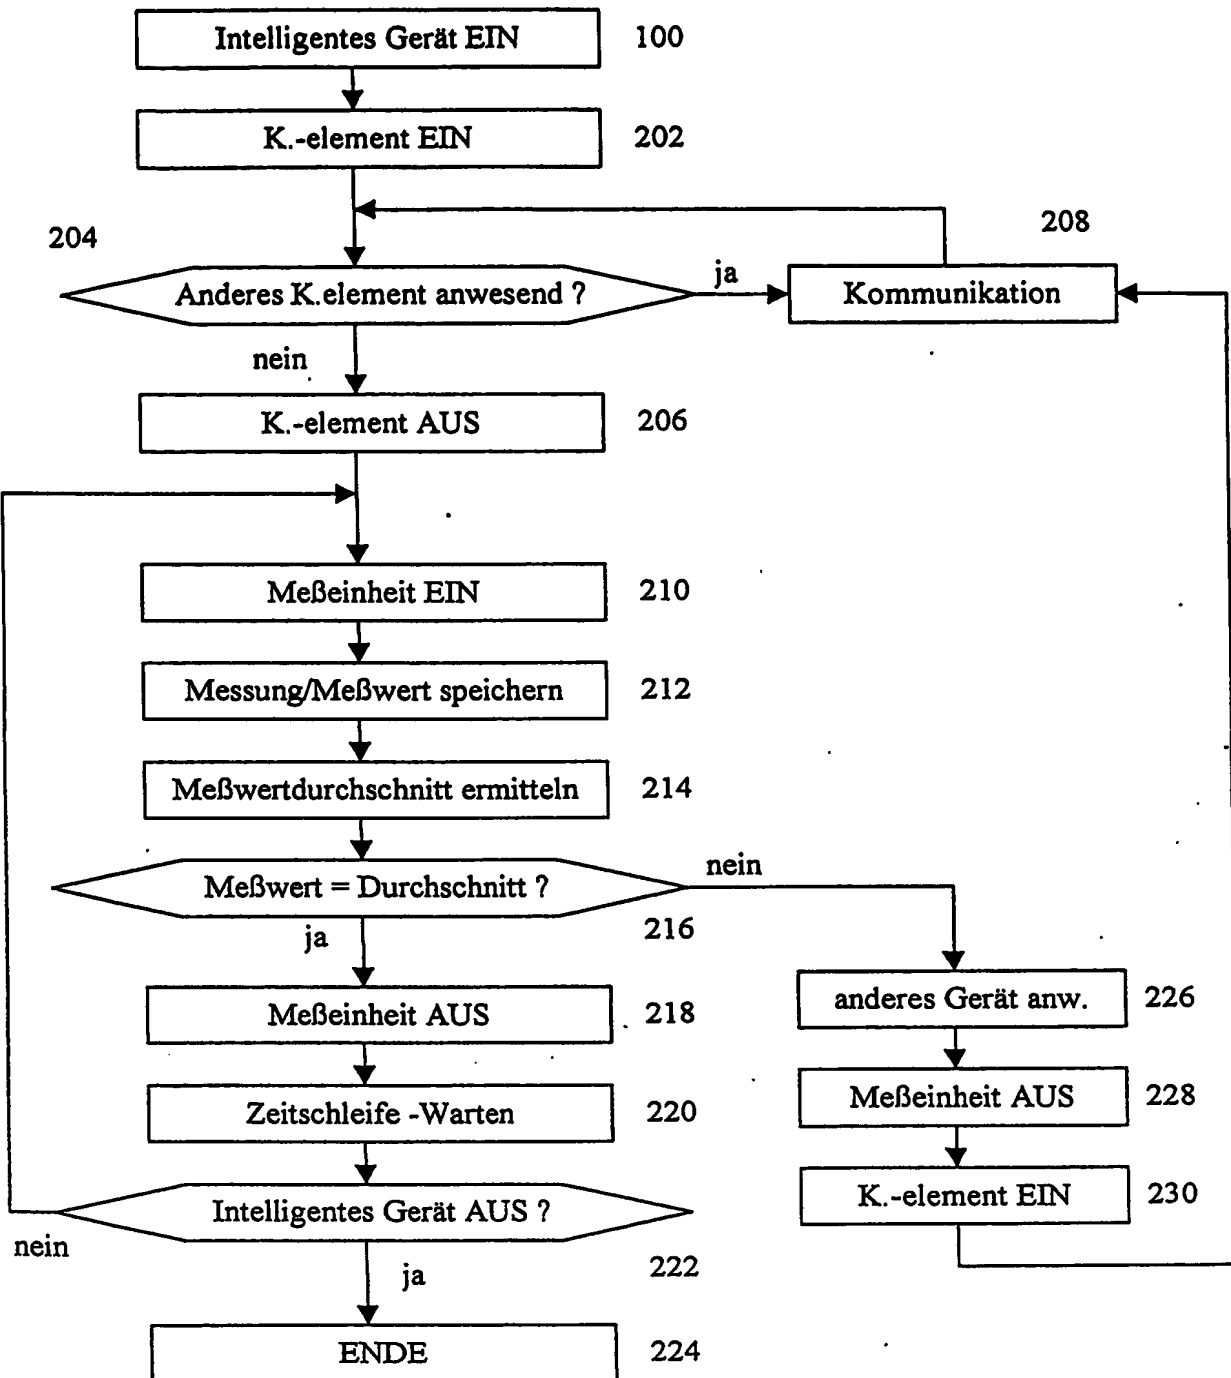 Intelligentes Gerät EIN 100
K.-element EIN 202
204 208
Anderes K.element anwesend ? ja Kommunikation
nein
K.-element AUS 206
Meßeinheit EIN 210
Messung/Meßwert speichern 212
Meßwertdurchschnitt ermitteln 214
Meßwert = Durchschnitt ? nein
ja 216
anderes Gerät anw. 226
Meßeinheit AUS 218
Meßeinheit AUS 228
Zeitschleife -Warten 220
K.-element EIN 230
Intelligentes Gerät AUS ?
nein
ja 222
ENDE 224